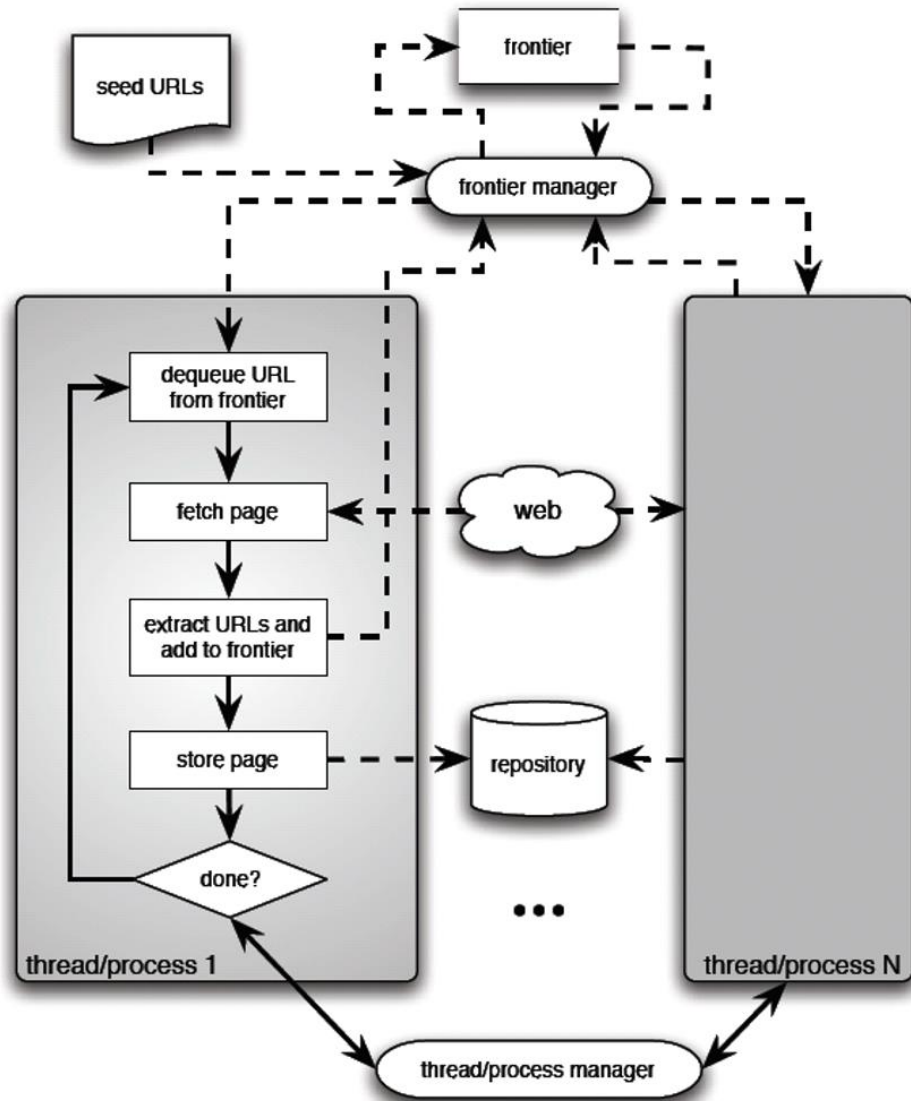 seed URLs
frontier
frontier manager
dequeue URL
from frontier
fetch page
web
extract URLs and
add to frontier
store page
repository
done?
...
thread/process 1
thread/process N
thread/process manager